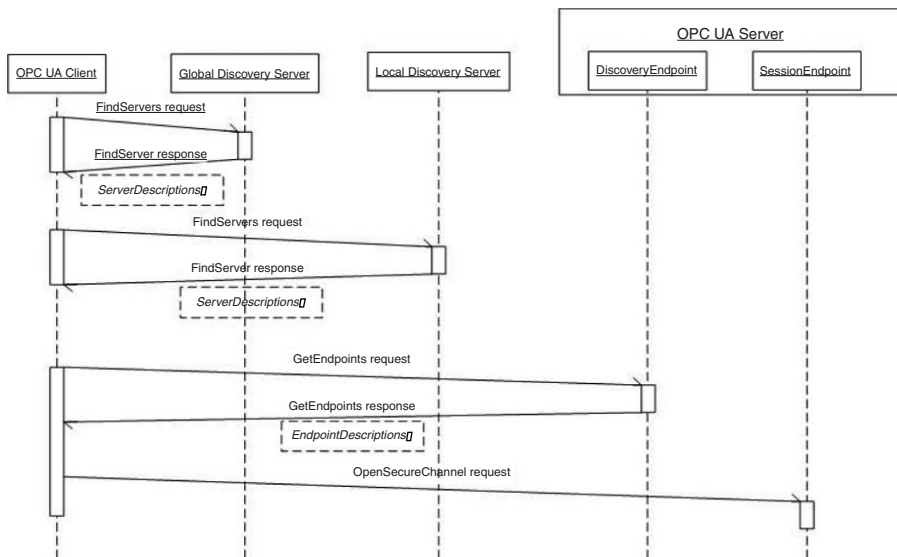 OPC UA Server
OPC UA Client
Global Discovery Server
Local Discovery Server
DiscoveryEndpoint
SessionEndpoint
FindServers request
FindServer response
ServerDescriptions[]
FindServers request
FindServer response
ServerDescriptions[]
GetEndpoints request
GetEndpoints response
EndpointDescriptions[]
OpenSecureChannel request